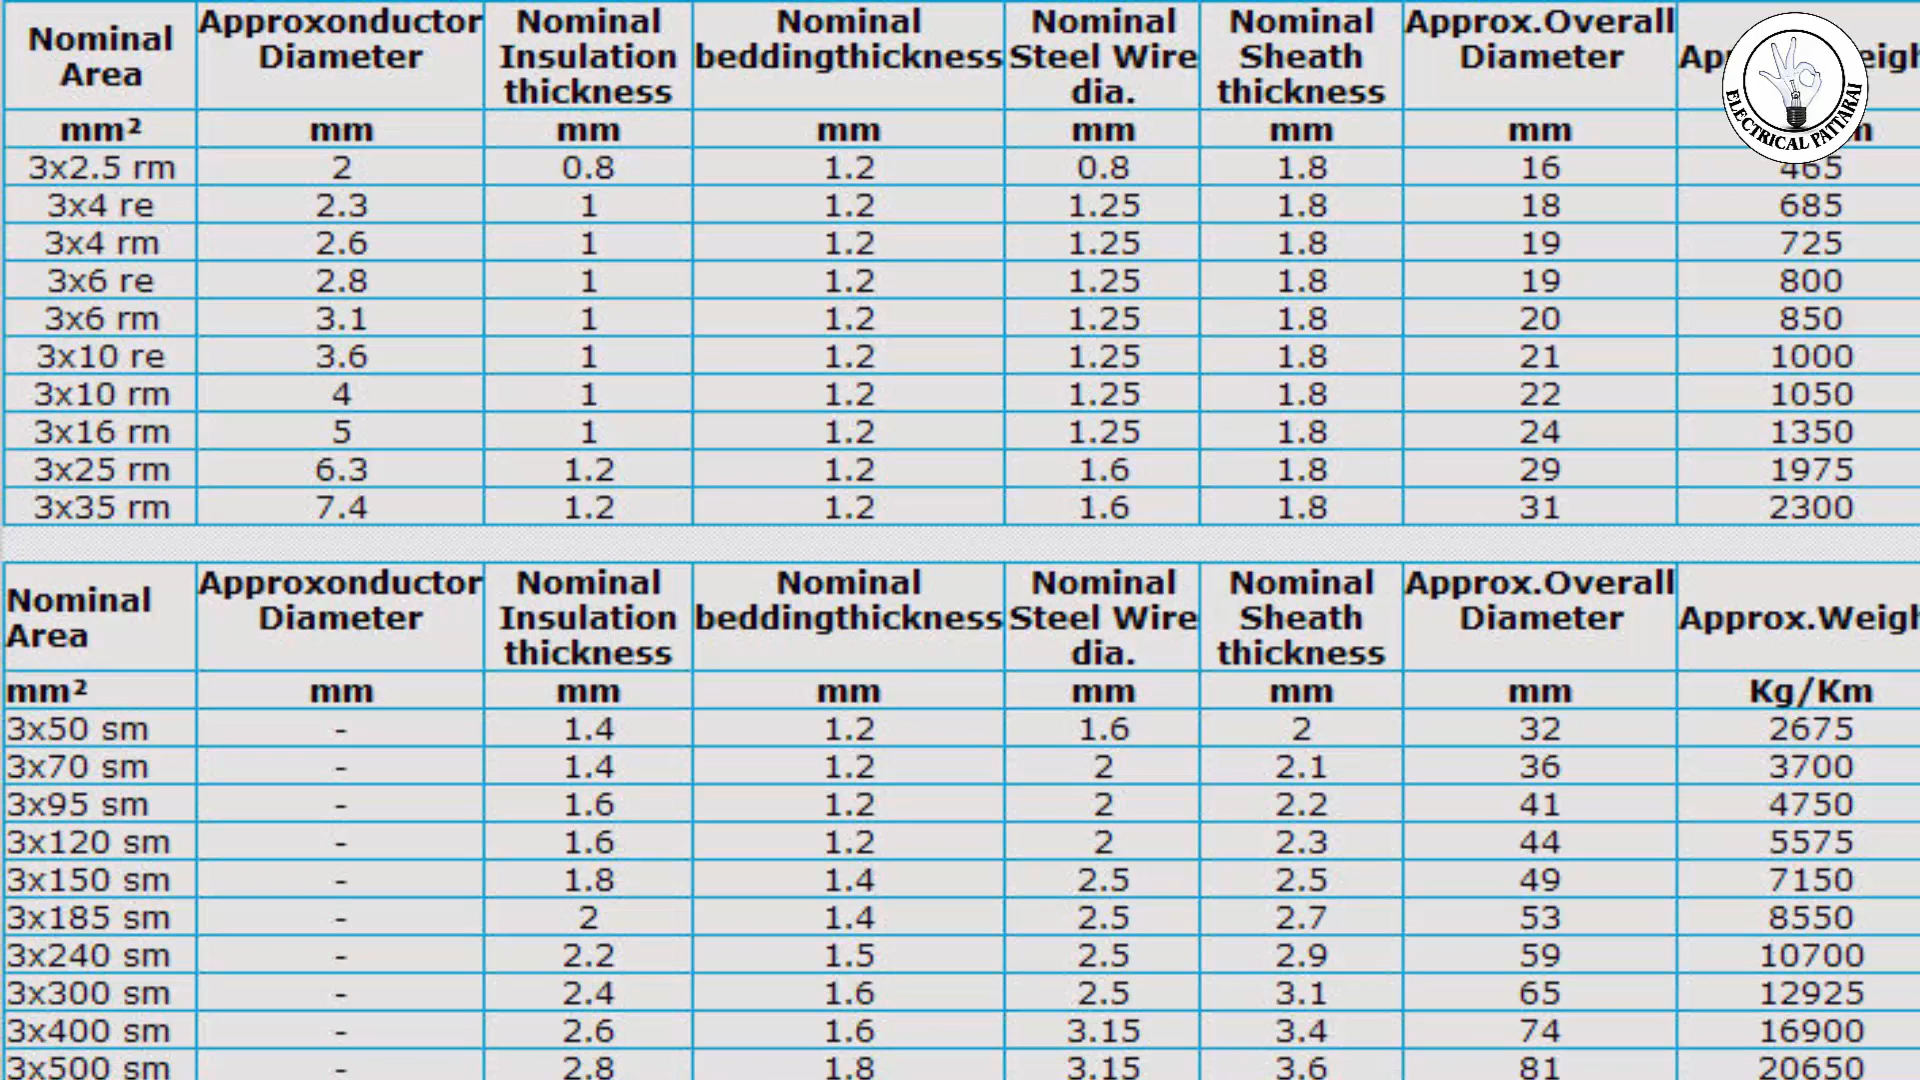 Nominal Area Approxonductor Diameter Nominal Insulation thickness Nominal beddingthickness Nominal Steel Wire dia. Nominal Sheath thickness Approx.Overall Diameter
ELECTRICAL PATTARAI
mm² mm mm mm mm mm mm
3x2.5 rm 2 0.8 1.2 0.8 1.8 16 465
3x4 re 2.3 1 1.2 1.25 1.8 18 685
3x4 rm 2.6 1 1.2 1.25 1.8 19 725
3x6 re 2.8 1 1.2 1.25 1.8 19 800
3x6 rm 3.1 1 1.2 1.25 1.8 20 850
3x10 re 3.6 1 1.2 1.25 1.8 21 1000
3x10 rm 4 1 1.2 1.25 1.8 22 1050
3x16 rm 5 1 1.2 1.25 1.8 24 1350
3x25 rm 6.3 1.2 1.2 1.6 1.8 29 1975
3x35 rm 7.4 1.2 1.2 1.6 1.8 31 2300
Nominal Area Approxonductor Diameter Nominal Insulation thickness Nominal beddingthickness Nominal Steel Wire dia. Nominal Sheath thickness Approx.Overall Diameter Approx.Weigh
mm² mm mm mm mm mm mm Kg/Km
3x50 sm - 1.4 1.2 1.6 2 32 2675
3x70 sm - 1.4 1.2 2 2.1 36 3700
3x95 sm - 1.6 1.2 2 2.2 41 4750
3x120 sm - 1.6 1.2 2 2.3 44 5575
3x150 sm - 1.8 1.4 2.5 2.5 49 7150
3x185 sm - 2 1.4 2.5 2.7 53 8550
3x240 sm - 2.2 1.5 2.5 2.9 59 10700
3x300 sm - 2.4 1.6 2.5 3.1 65 12925
3x400 sm - 2.6 1.6 3.15 3.4 74 16900
3x500 sm - 2.8 1.8 3.15 3.6 81 20650